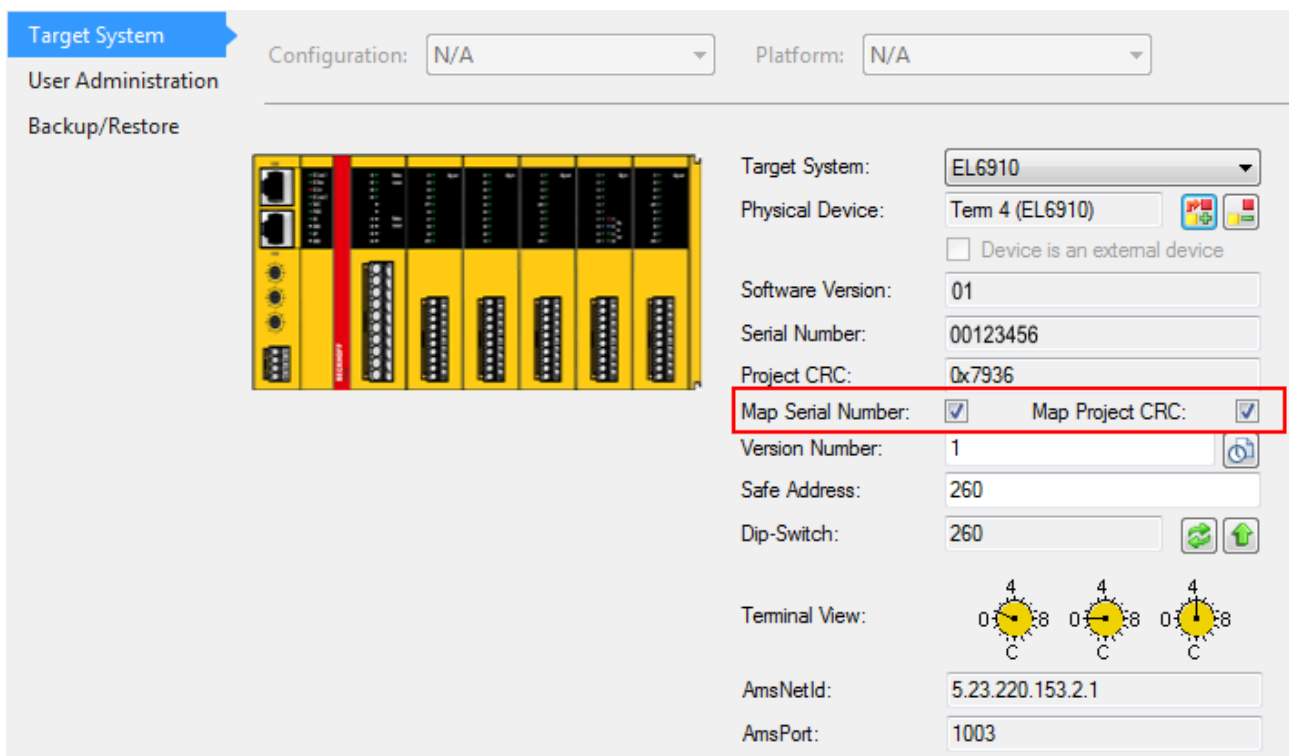 Target System
User Administration
Backup/Restore
Configuration: N/A Platform: N/A
BECKHOFF
Target System: EL6910
Physical Device: Term 4 (EL6910)
Device is an external device
Software Version: 01
Serial Number: 00123456
Project CRC: 0x7936
Map Serial Number: Map Project CRC:
Version Number: 1
Safe Address: 260
Dip-Switch: 260
Terminal View:
4 4 4
0 8 0 8 0 8
C C C
AmsNetId: 5.23.220.153.2.1
AmsPort: 1003